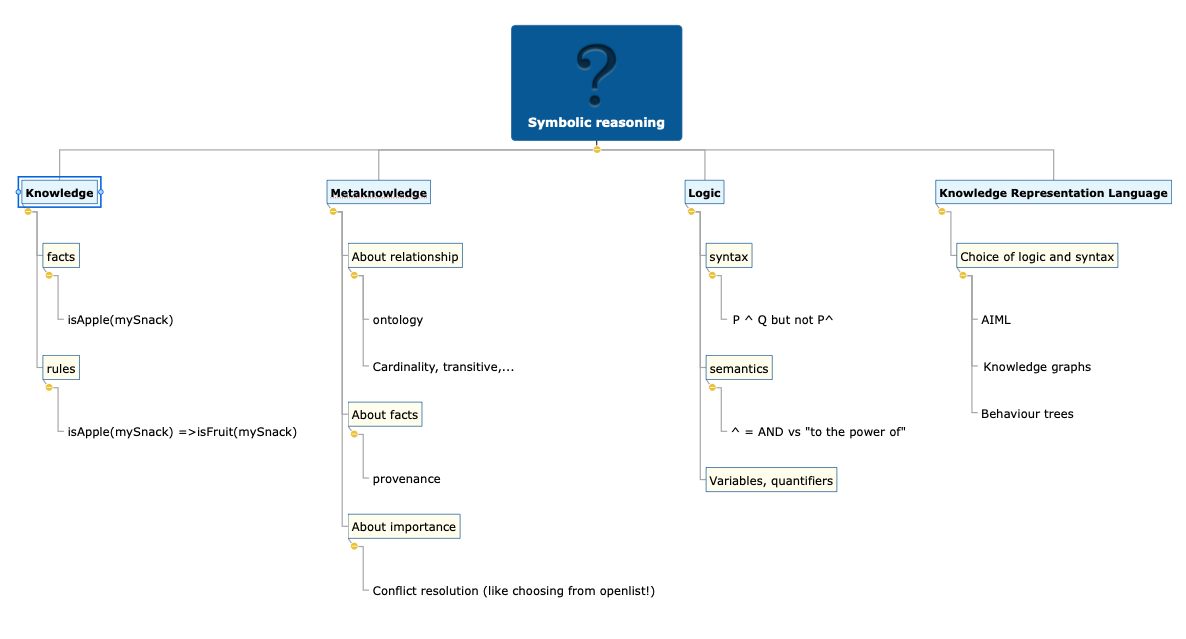 ?
Symbolic reasoning
Knowledge
facts
isApple(mySnack)
rules
isApple(mySnack) =>isFruit(mySnack)
Metaknowledge
About relationship
ontology
Cardinality, transitive,...
About facts
provenance
About importance
Conflict resolution (like choosing from openlist!)
Logic
syntax
P ^ Q but not P^
semantics
^ = AND vs "to the power of"
Variables, quantifiers
Knowledge Representation Language
Choice of logic and syntax
AIML
Knowledge graphs
Behaviour trees